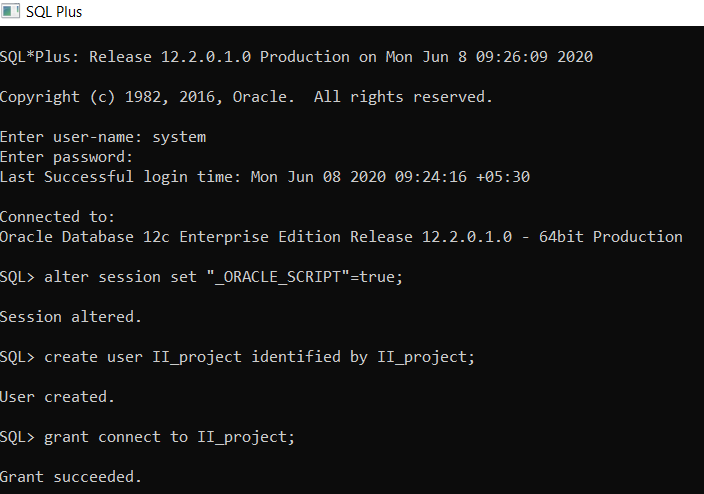 SQL Plus
SQL*Plus: Release 12.2.0.1.0 Production on Mon Jun 8 09:26:09 2020
Copyright (c) 1982, 2016, Oracle.  All rights reserved.
Enter user-name: system
Enter password:
Last Successful login time: Mon Jun 08 2020 09:24:16 +05:30
Connected to:
Oracle Database 12c Enterprise Edition Release 12.2.0.1.0 - 64bit Production
SQL> alter session set "_ORACLE_SCRIPT"=true;
Session altered.
SQL> create user II_project identified by II_project;
User created.
SQL> grant connect to II_project;
Grant succeeded.